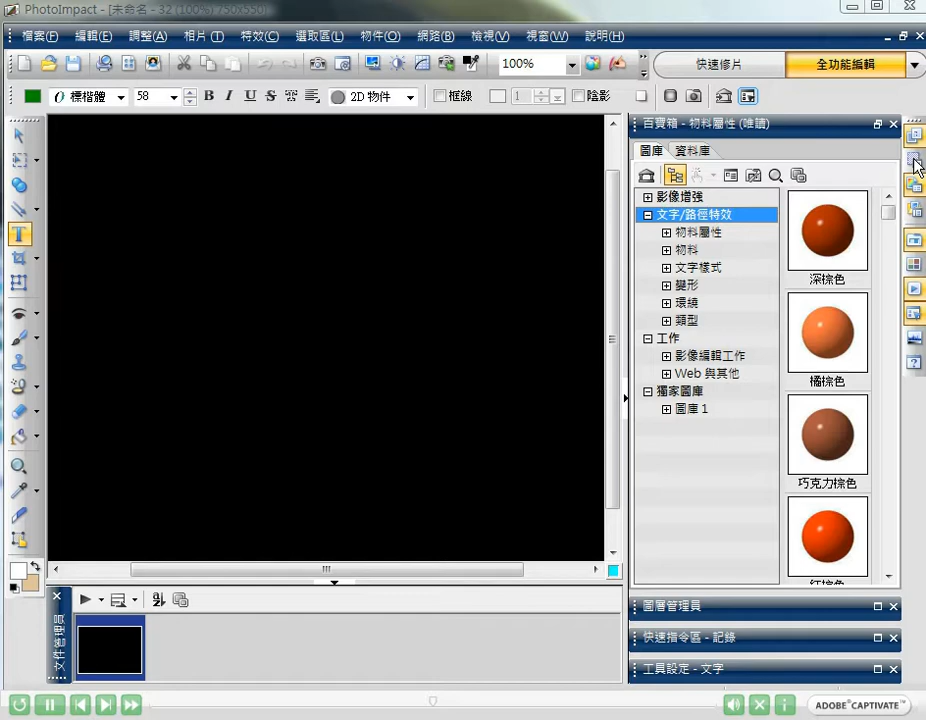 PhotoImpact - [未命名 - 32 (100%) 750x550]
檔案(F) 編輯(E) 調整(A) 相片(T) 特效(C) 選取區(L) 物件(O) 網路(B) 檢視(V) 視窗(W) 說明(H)
100% 快速修片 全功能編輯
標楷體 58 B I U S 2D 物件 框線 1 陰影
百寶箱 - 物料屬性 (唯讀)
圖庫 資料庫
影像增強
文字/路徑特效
物料屬性
物料
文字樣式
變形
環繞
類型
工作
影像編輯工作
Web 與其他
獨家圖庫
圖庫 1
深棕色
橘棕色
巧克力棕色
紅棕色
圖層管理員
快速指令區 - 記錄
工具設定 - 文字
文件管理員
ADOBE® CAPTIVATE™